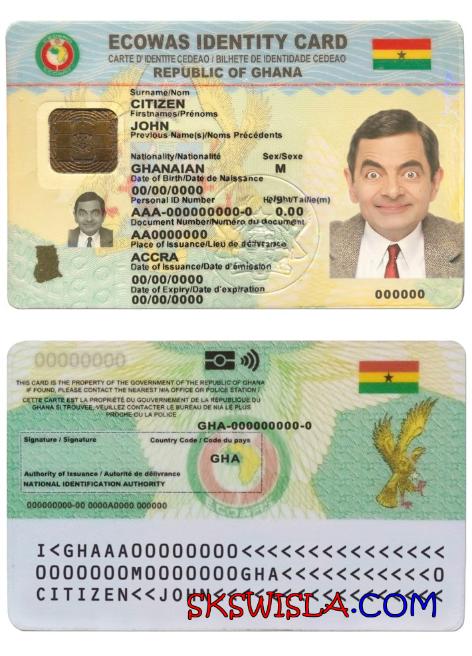 ECOWAS IDENTITY CARD
CARTE D'IDENTITE CEDEAO / BILHETE DE IDENTIDADE CEDEAO
REPUBLIC OF GHANA
Surname/Nom
CITIZEN
Firstnames/Prénoms
JOHN
Previous Name(s)/Noms Précédents
Nationality/Nationalité Sex/Sexe
GHANAIAN M
Date of Birth/Date de Naissance
00/00/0000
Personal ID Number Height/Taille(m)
AAA-000000000-0 0.00
Document Number/Numéro du document
AA0000000
Place of Issuance/Lieu de délivrance
ACCRA
Date of Issuance/Date d'émission
00/00/0000
Date of Expiry/Date d'expiration
00/00/0000
000000
00000000
THIS CARD IS THE PROPERTY OF THE GOVERNMENT OF THE REPUBLIC OF GHANA
IF FOUND, PLEASE CONTACT THE NEAREST NIA OFFICE OR POLICE STATION /
CETTE CARTE EST LA PROPRIÉTÉ DU GOUVERNEMENT DE LA RÉPUBLIQUE DU
GHANA SI TROUVÉE, VEUILLEZ CONTACTER LE BUREAU DE NIA LE PLUS
PROCHE OU LA POLICE
GHA-000000000-0
Signature / Signature Country Code / Code du pays
GHA
Authority of Issuance / Autorité de délivrance
NATIONAL IDENTIFICATION AUTHORITY
000000000-00 0000A0000 000000
I<GHAAA00000000<<<<<<<<<<<<<<<
0000000M0000000GHA<<<<<<<<<<<0
CITIZEN<<JOHN<<<<<<<<<<<<<<<<<
SKSWISLA.COM